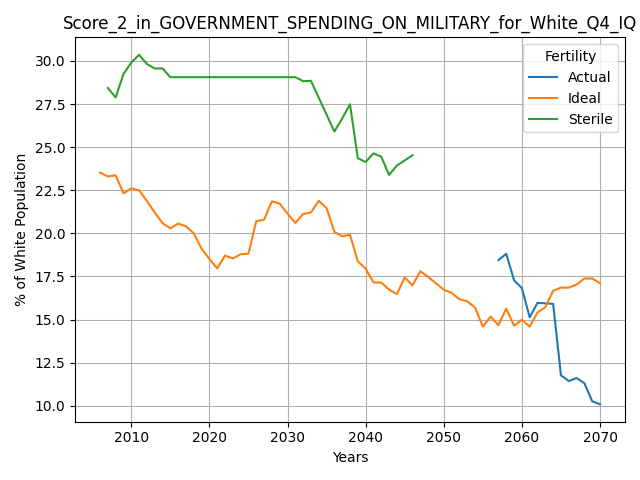 Score_2_in_GOVERNMENT_SPENDING_ON_MILITARY_for_White_Q4_IQ
Fertility
Actual
Ideal
Sterile
% of White Population
30.0
27.5
25.0
22.5
20.0
17.5
15.0
12.5
10.0
2010 2020 2030 2040 2050 2060 2070
Years